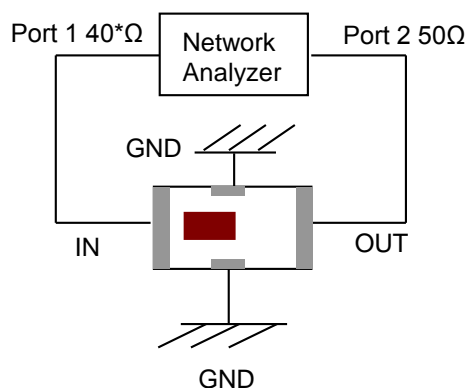 Port 1 40*Ω
Network
Analyzer
Port 2 50Ω
GND
IN
OUT
GND